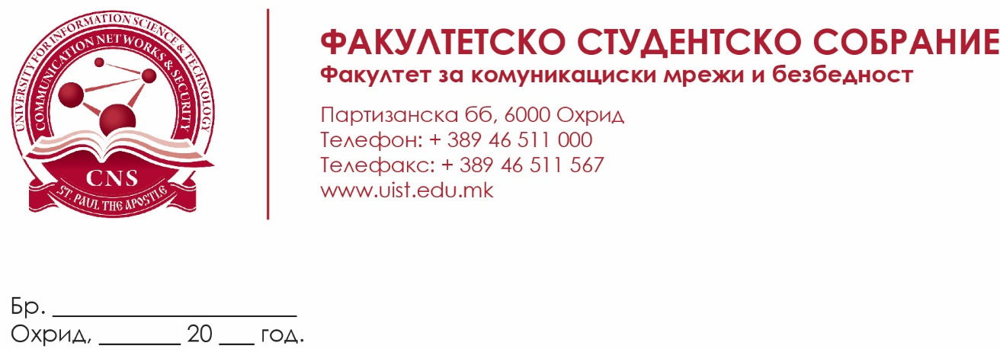 UNIVERSITY FOR INFORMATION SCIENCE & TECHNOLOGY
COMMUNICATION NETWORKS & SECURITY
CNS
ST. PAUL THE APOSTLE
ФАКУЛТЕТСКО СТУДЕНТСКО СОБРАНИЕ
Факултет за комуникациски мрежи и безбедност
Партизанска бб, 6000 Охрид
Телефон: + 389 46 511 000
Телефакс: + 389 46 511 567
www.uist.edu.mk
Бр. ____________________
Охрид, _______ 20 ___ год.